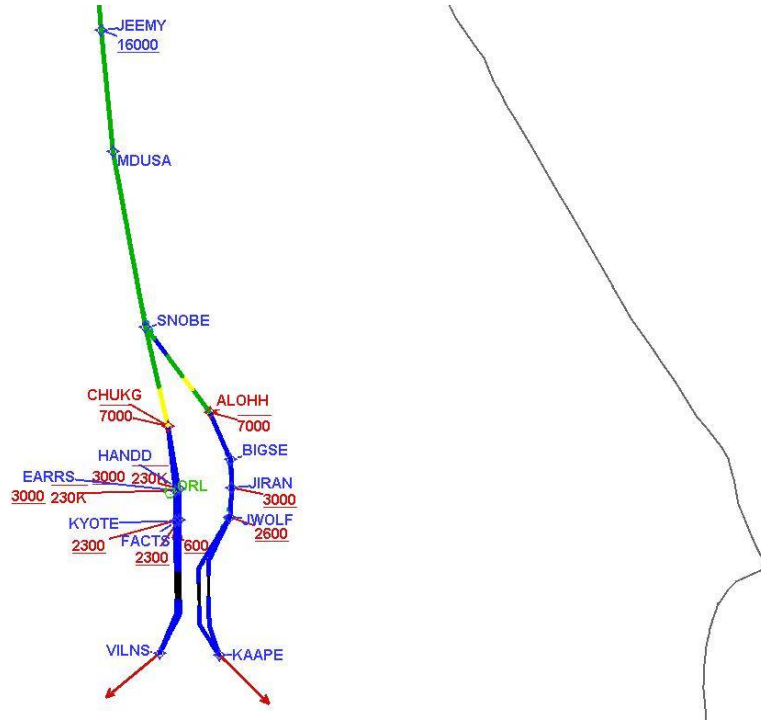 JEEMY
16000
MDUSA
SNOBE
CHUKG
7000
ALOHH
7000
HANDD
3000 230K
BIGSE
EARRS
3000 230K
ORL
JIRAN
3000
KYOTE
2300
FACTS
2300
600
JWOLF
2600
VILNS
KAAPE